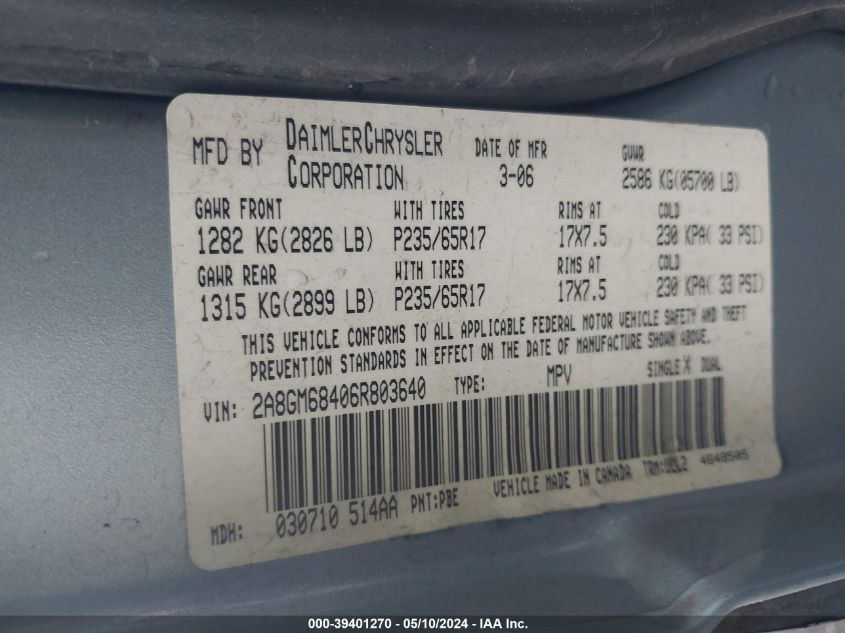 MFD BY DAIMLERCHRYSLER CORPORATION DATE OF MFR 3-06 GVWR 2586 KG(05700 LB)
GAWR FRONT WITH TIRES RIMS AT COLD
1282 KG(2826 LB) P235/65R17 17X7.5 230 KPA( 33 PSI)
GAWR REAR WITH TIRES RIMS AT COLD
1315 KG(2899 LB) P235/65R17 17X7.5 230 KPA( 33 PSI)
THIS VEHICLE CONFORMS TO ALL APPLICABLE FEDERAL MOTOR VEHICLE SAFETY AND THEFT
PREVENTION STANDARDS IN EFFECT ON THE DATE OF MANUFACTURE SHOWN ABOVE.
VIN: 2A8GM68406R803640 TYPE: MPV SINGLE X DUAL
MDH: 030710 514AA PNT:PBE VEHICLE MADE IN CANADA 4648505
000-39401270 - 05/10/2024 - IAA Inc.